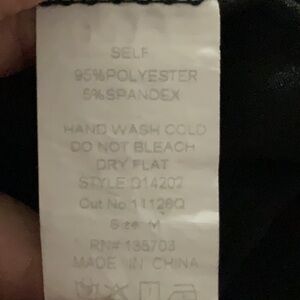 SELF
95%POLYESTER
5%SPANDEX
HAND WASH COLD
DO NOT BLEACH
DRY FLAT
STYLE D14202
Cut No.11126Q
Size M
RN# 135703
MADE IN CHINA